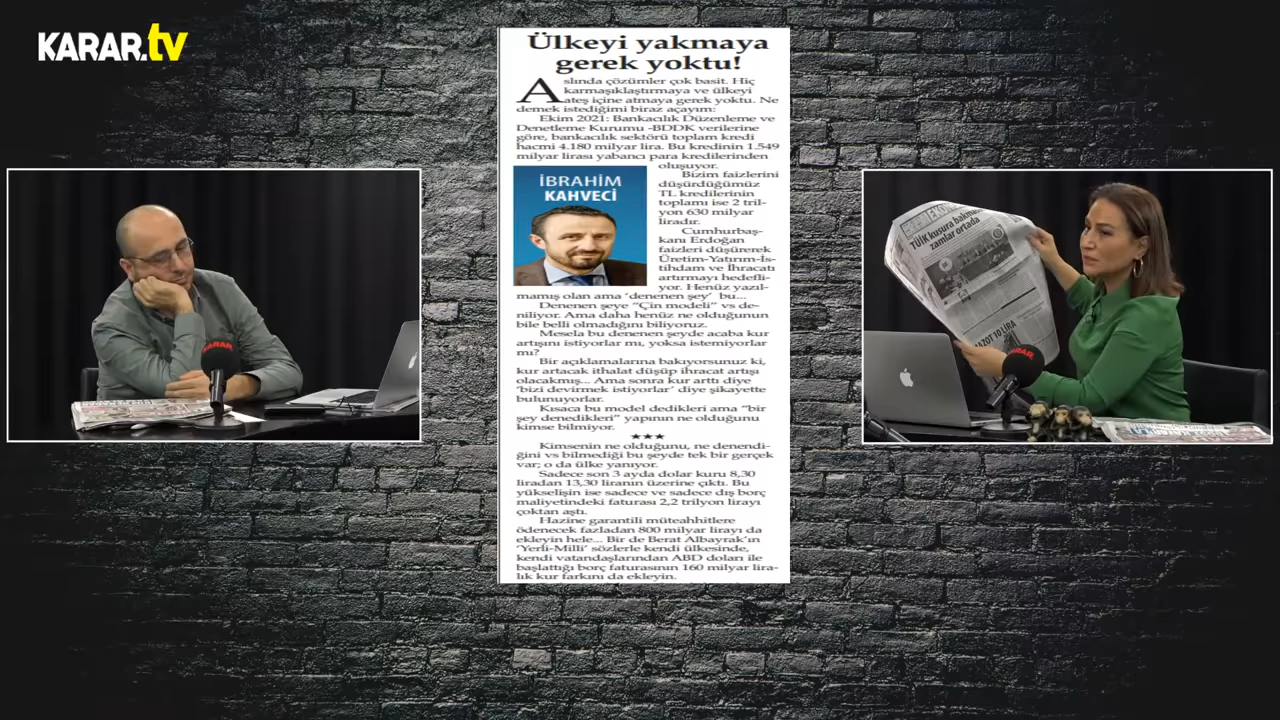 KARAR.tv
Ülkeyi yakmaya
gerek yoktu!
Aslında çözümler çok basit. Hiç
karmaşıklaştırmaya ve ülkeyi
ateş içine atmaya gerek yoktu. Ne
demek istediğimi biraz açayım:
Ekim 2021: Bankacılık Düzenleme ve
Denetleme Kurumu -BDDK verilerine
göre, bankacılık sektörü toplam kredi
hacmi 4.180 milyar lira. Bu kredinin 1.549
milyar lirası yabancı para kredilerinden
oluşuyor.
İBRAHİM
KAHVECİ
Bizim faizlerini
düşürdüğümüz
TL kredilerinin
toplamı ise 2 tril-
yon 630 milyar
liradır.
Cumhurbaş-
kanı Erdoğan
faizleri düşürerek
Üretim-Yatırım-İs-
tihdam ve İhracatı
artırmayı hedefli-
yor. Henüz yazıl-
mamış olan ama 'denenen şey' bu...
Denenen şeye "Çin modeli" vs de-
niliyor. Ama daha henüz ne olduğunun
bile belli olmadığını biliyoruz.
Mesela bu denenen şeyde acaba kur
artışını istiyorlar mı, yoksa istemiyorlar
mı?
Bir açıklamalarına bakıyorsunuz ki,
kur artacak ithalat düşüp ihracat artışı
olacakmış... Ama sonra kur arttı diye
'bizi devirmek istiyorlar' diye şikayette
bulunuyorlar.
Kısaca bu model dedikleri ama "bir
şey denedikleri" yapının ne olduğunu
kimse bilmiyor.
★★★
Kimsenin ne olduğunu, ne denendi-
ğini vs bilmediği bu şeyde tek bir gerçek
var; o da ülke yanıyor.
Sadece son 3 ayda dolar kuru 8,30
liradan 13,30 liranın üzerine çıktı. Bu
yükselişin ise sadece ve sadece dış borç
maliyetindeki faturası 2,2 trilyon lirayı
çoktan aştı.
Hazine garantili müteahhitlere
ödenecek fazladan 800 milyar lirayı da
ekleyin hele... Bir de Berat Albayrak'ın
'Yerli-Milli' sözlerle kendi ülkesinde,
kendi vatandaşlarından ABD doları ile
başlattığı borç faturasının 160 milyar lira-
lık kur farkını da ekleyin.
KARAR
TÜİK kusura bakma
zamlar ortada
10 LİRA
KARAR